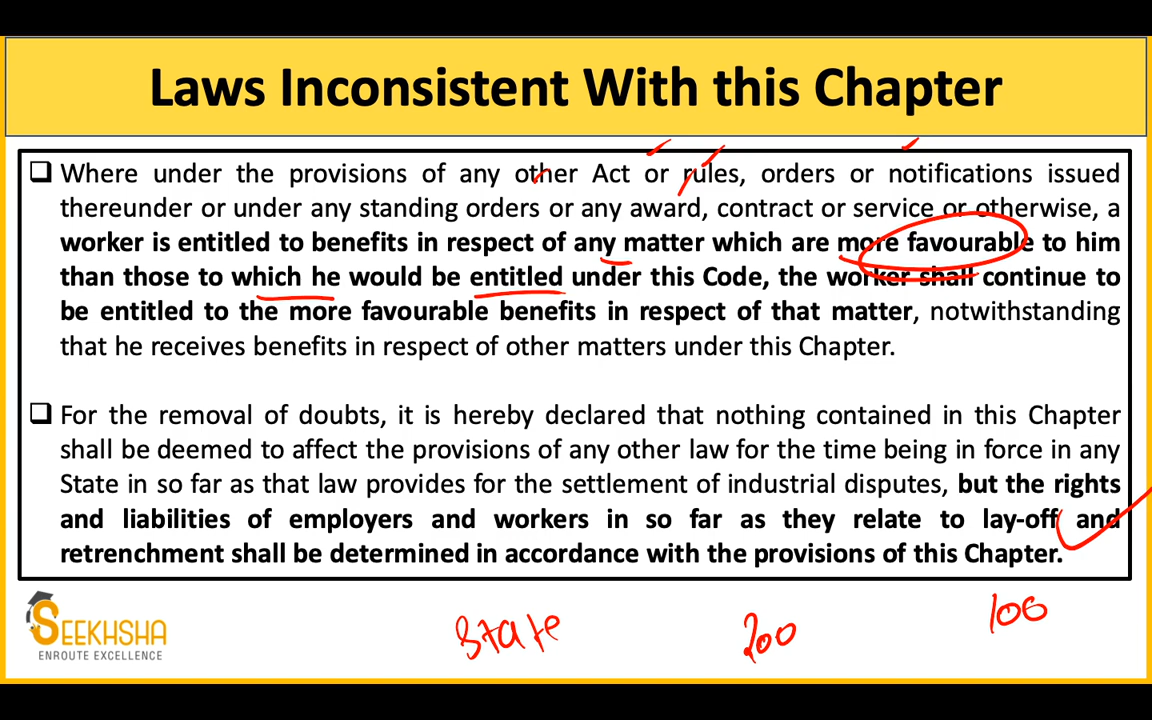 Laws Inconsistent With this Chapter
❑ Where under the provisions of any other Act or rules, orders or notifications issued
thereunder or under any standing orders or any award, contract or service or otherwise, a
worker is entitled to benefits in respect of any matter which are more favourable to him
than those to which he would be entitled under this Code, the worker shall continue to
be entitled to the more favourable benefits in respect of that matter, notwithstanding
that he receives benefits in respect of other matters under this Chapter.
❑ For the removal of doubts, it is hereby declared that nothing contained in this Chapter
shall be deemed to affect the provisions of any other law for the time being in force in any
State in so far as that law provides for the settlement of industrial disputes, but the rights
and liabilities of employers and workers in so far as they relate to lay-off and
retrenchment shall be determined in accordance with the provisions of this Chapter.
State 200 100
SEEKHSHA
ENROUTE EXCELLENCE